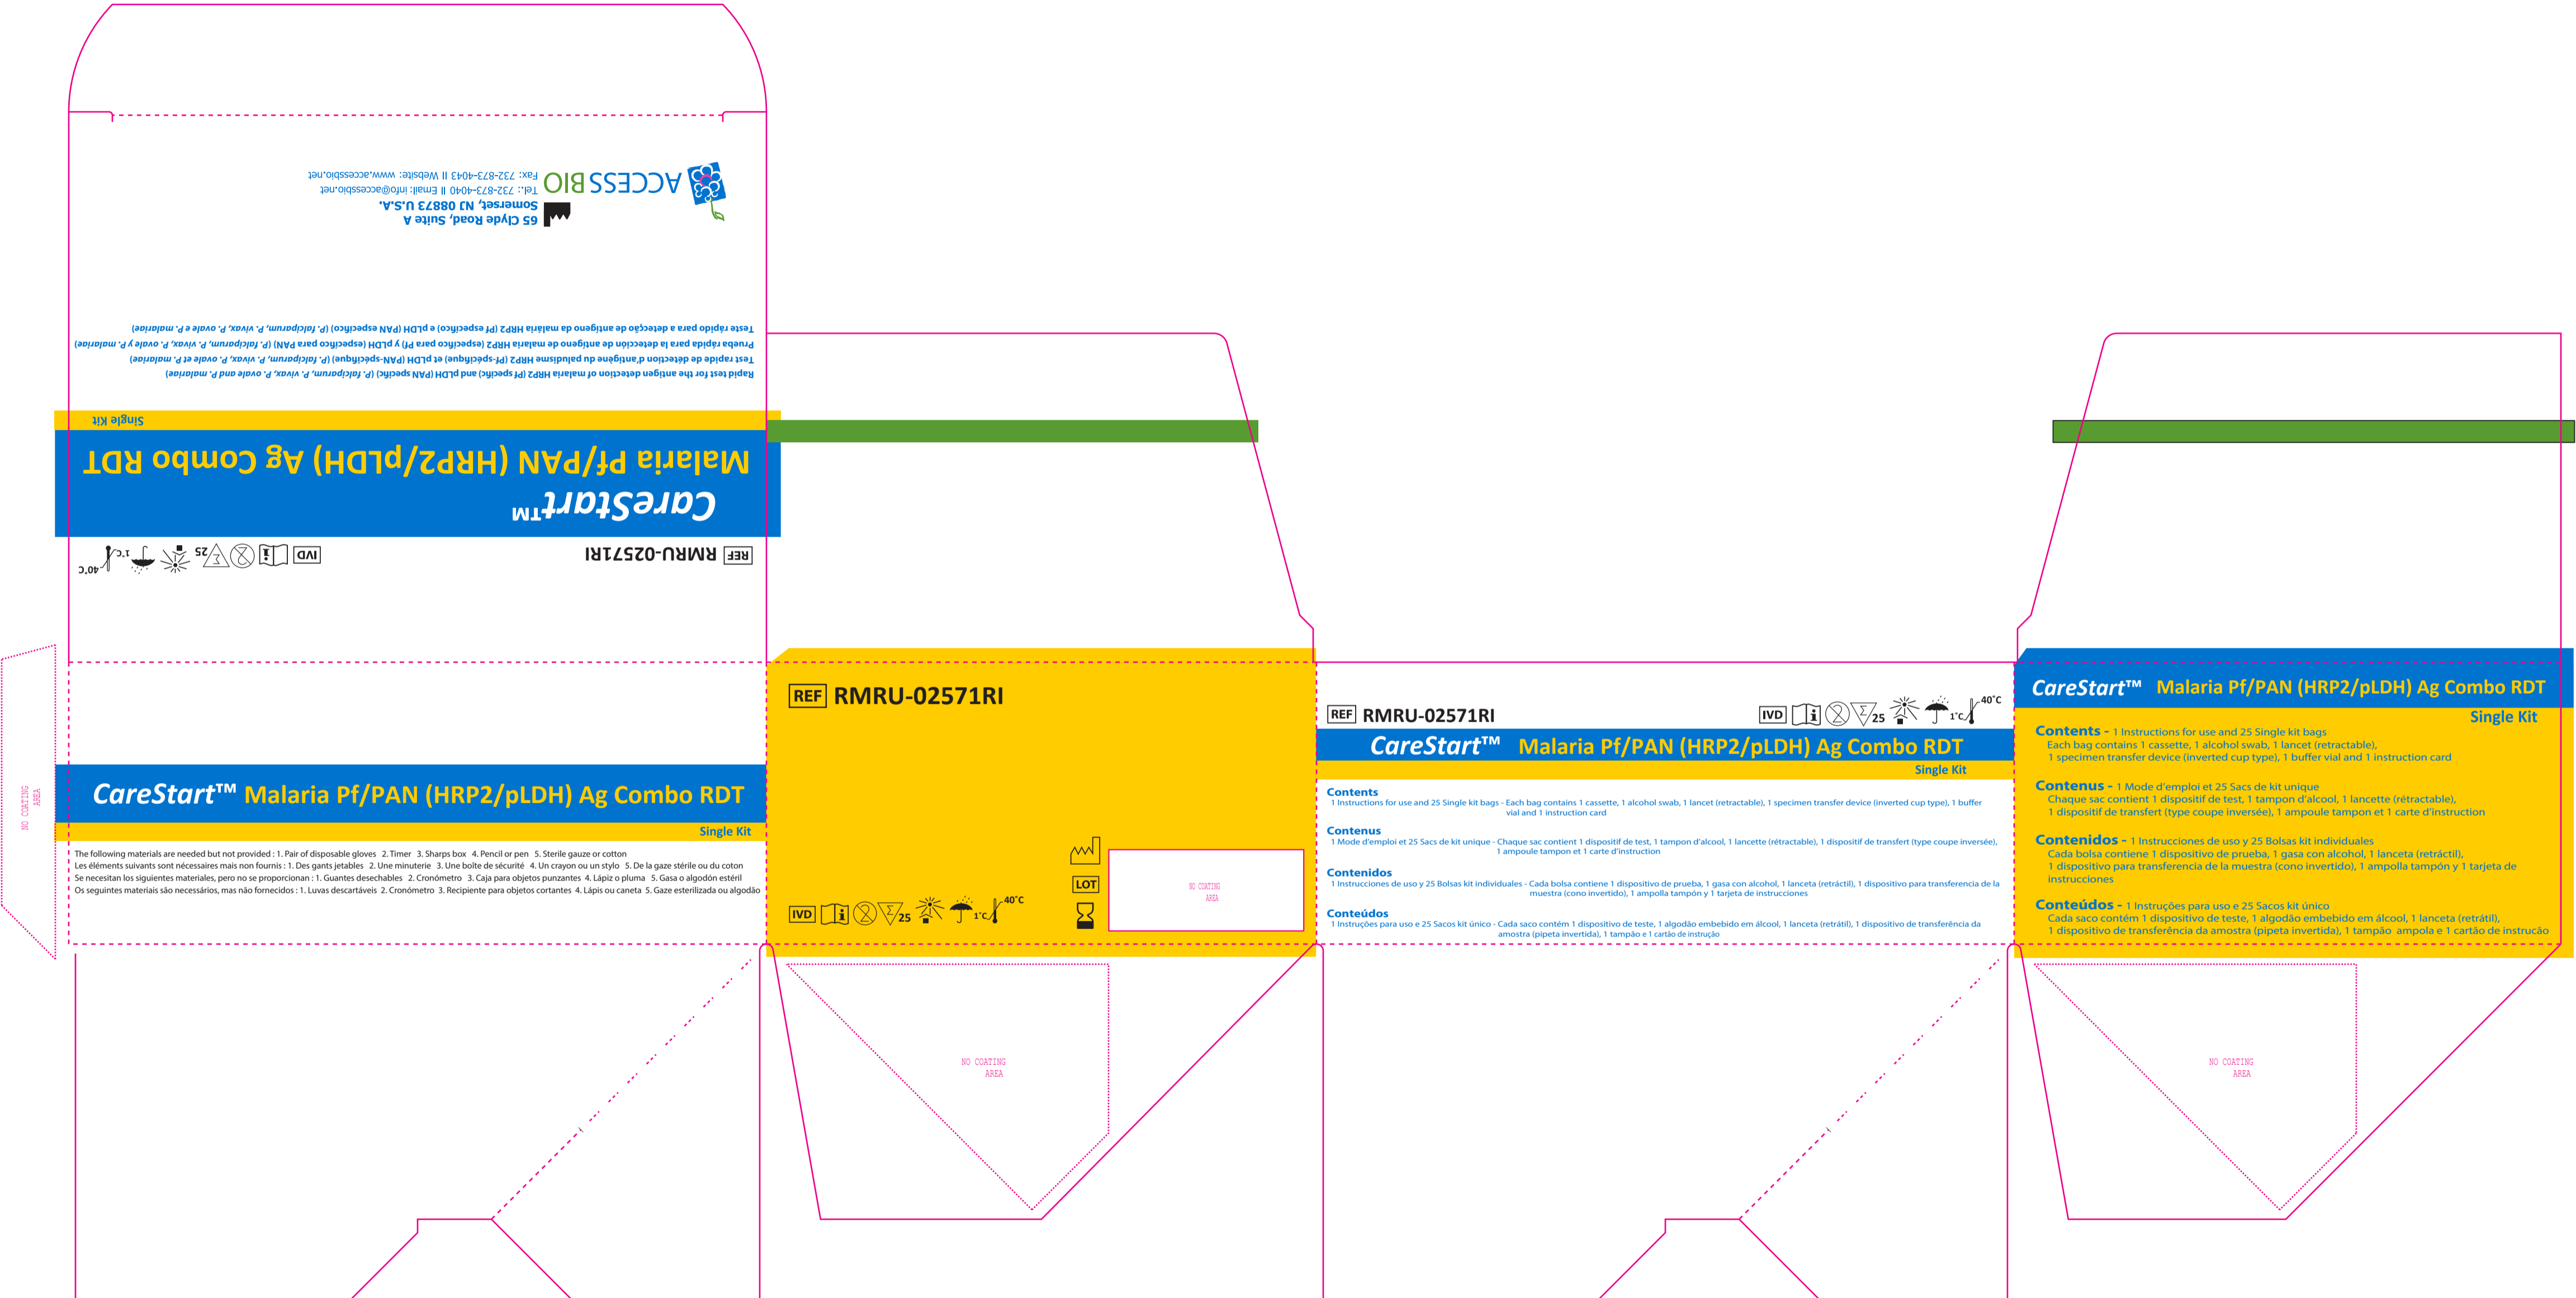 ACCESS BIO
65 Clyde Road, Suite A
Somerset, NJ 08873 U.S.A.
Tel.: 732-873-4040 II Email: info@accessbio.net
Fax: 732-873-4043 II Website: www.accessbio.net
Teste rápido para a detecção de antígeno da malária HRP2 (Pf específico) e pLDH (PAN específico) (P. falciparum, P. vivax, P. ovale e P. malariae)
Prueba rápida para la detección de antígeno de malaria HRP2 (específico para Pf) y pLDH (específico para PAN) (P. falciparum, P. vivax, P. ovale y P. malariae)
Test rapide de détection d'antigène du paludisme HRP2 (Pf-spécifique) et pLDH (PAN-spécifique) (P. falciparum, P. vivax, P. ovale et P. malariae)
Rapid test for the antigen detection of malaria HRP2 (Pf specific) and pLDH (PAN specific) (P. falciparum, P. vivax, P. ovale and P. malariae)
Single Kit
Malaria Pf/PAN (HRP2/pLDH) Ag Combo RDT
CareStart™
REF RMRU-02571RI
IVD 25 1°C 40°C
NO COATING
AREA
CareStart™ Malaria Pf/PAN (HRP2/pLDH) Ag Combo RDT
Single Kit
The following materials are needed but not provided : 1. Pair of disposable gloves 2. Timer 3. Sharps box 4. Pencil or pen 5. Sterile gauze or cotton
Les éléments suivants sont nécessaires mais non fournis : 1. Des gants jetables 2. Une minuterie 3. Une boîte de sécurité 4. Un crayon ou un stylo 5. De la gaze stérile ou du coton
Se necesitan los siguientes materiales, pero no se proporcionan : 1. Guantes desechables 2. Cronómetro 3. Caja para objetos punzantes 4. Lápiz o pluma 5. Gasa o algodón estéril
Os seguintes materiais são necessários, mas não fornecidos : 1. Luvas descartáveis 2. Cronómetro 3. Recipiente para objetos cortantes 4. Lápis ou caneta 5. Gaze esterilizada ou algodão
REF RMRU-02571RI
IVD 25 1°C 40°C
LOT
NO COATING
AREA
NO COATING
AREA
REF RMRU-02571RI
IVD 25 1°C 40°C
CareStart™ Malaria Pf/PAN (HRP2/pLDH) Ag Combo RDT
Single Kit
Contents
1 Instructions for use and 25 Single kit bags - Each bag contains 1 cassette, 1 alcohol swab, 1 lancet (retractable), 1 specimen transfer device (inverted cup type), 1 buffer
vial and 1 instruction card
Contenus
1 Mode d'emploi et 25 Sacs de kit unique - Chaque sac contient 1 dispositif de test, 1 tampon d'alcool, 1 lancette (rétractable), 1 dispositif de transfert (type coupe inversée),
1 ampoule tampon et 1 carte d'instruction
Contenidos
1 Instrucciones de uso y 25 Bolsas kit individuales - Cada bolsa contiene 1 dispositivo de prueba, 1 gasa con alcohol, 1 lanceta (retráctil), 1 dispositivo para transferencia de la
muestra (cono invertido), 1 ampolla tampón y 1 tarjeta de instrucciones
Conteúdos
1 Instruções para uso e 25 Sacos kit único - Cada saco contém 1 dispositivo de teste, 1 algodão embebido em álcool, 1 lanceta (retrátil), 1 dispositivo de transferência da
amostra (pipeta invertida), 1 tampão e 1 cartão de instrução
CareStart™ Malaria Pf/PAN (HRP2/pLDH) Ag Combo RDT
Single Kit
Contents - 1 Instructions for use and 25 Single kit bags
Each bag contains 1 cassette, 1 alcohol swab, 1 lancet (retractable),
1 specimen transfer device (inverted cup type), 1 buffer vial and 1 instruction card
Contenus - 1 Mode d'emploi et 25 Sacs de kit unique
Chaque sac contient 1 dispositif de test, 1 tampon d'alcool, 1 lancette (rétractable),
1 dispositif de transfert (type coupe inversée), 1 ampoule tampon et 1 carte d'instruction
Contenidos - 1 Instrucciones de uso y 25 Bolsas kit individuales
Cada bolsa contiene 1 dispositivo de prueba, 1 gasa con alcohol, 1 lanceta (retráctil),
1 dispositivo para transferencia de la muestra (cono invertido), 1 ampolla tampón y 1 tarjeta de
instrucciones
Conteúdos - 1 Instruções para uso e 25 Sacos kit único
Cada saco contém 1 dispositivo de teste, 1 algodão embebido em álcool, 1 lanceta (retrátil),
1 dispositivo de transferência da amostra (pipeta invertida), 1 tampão ampola e 1 cartão de instrucão
NO COATING
AREA